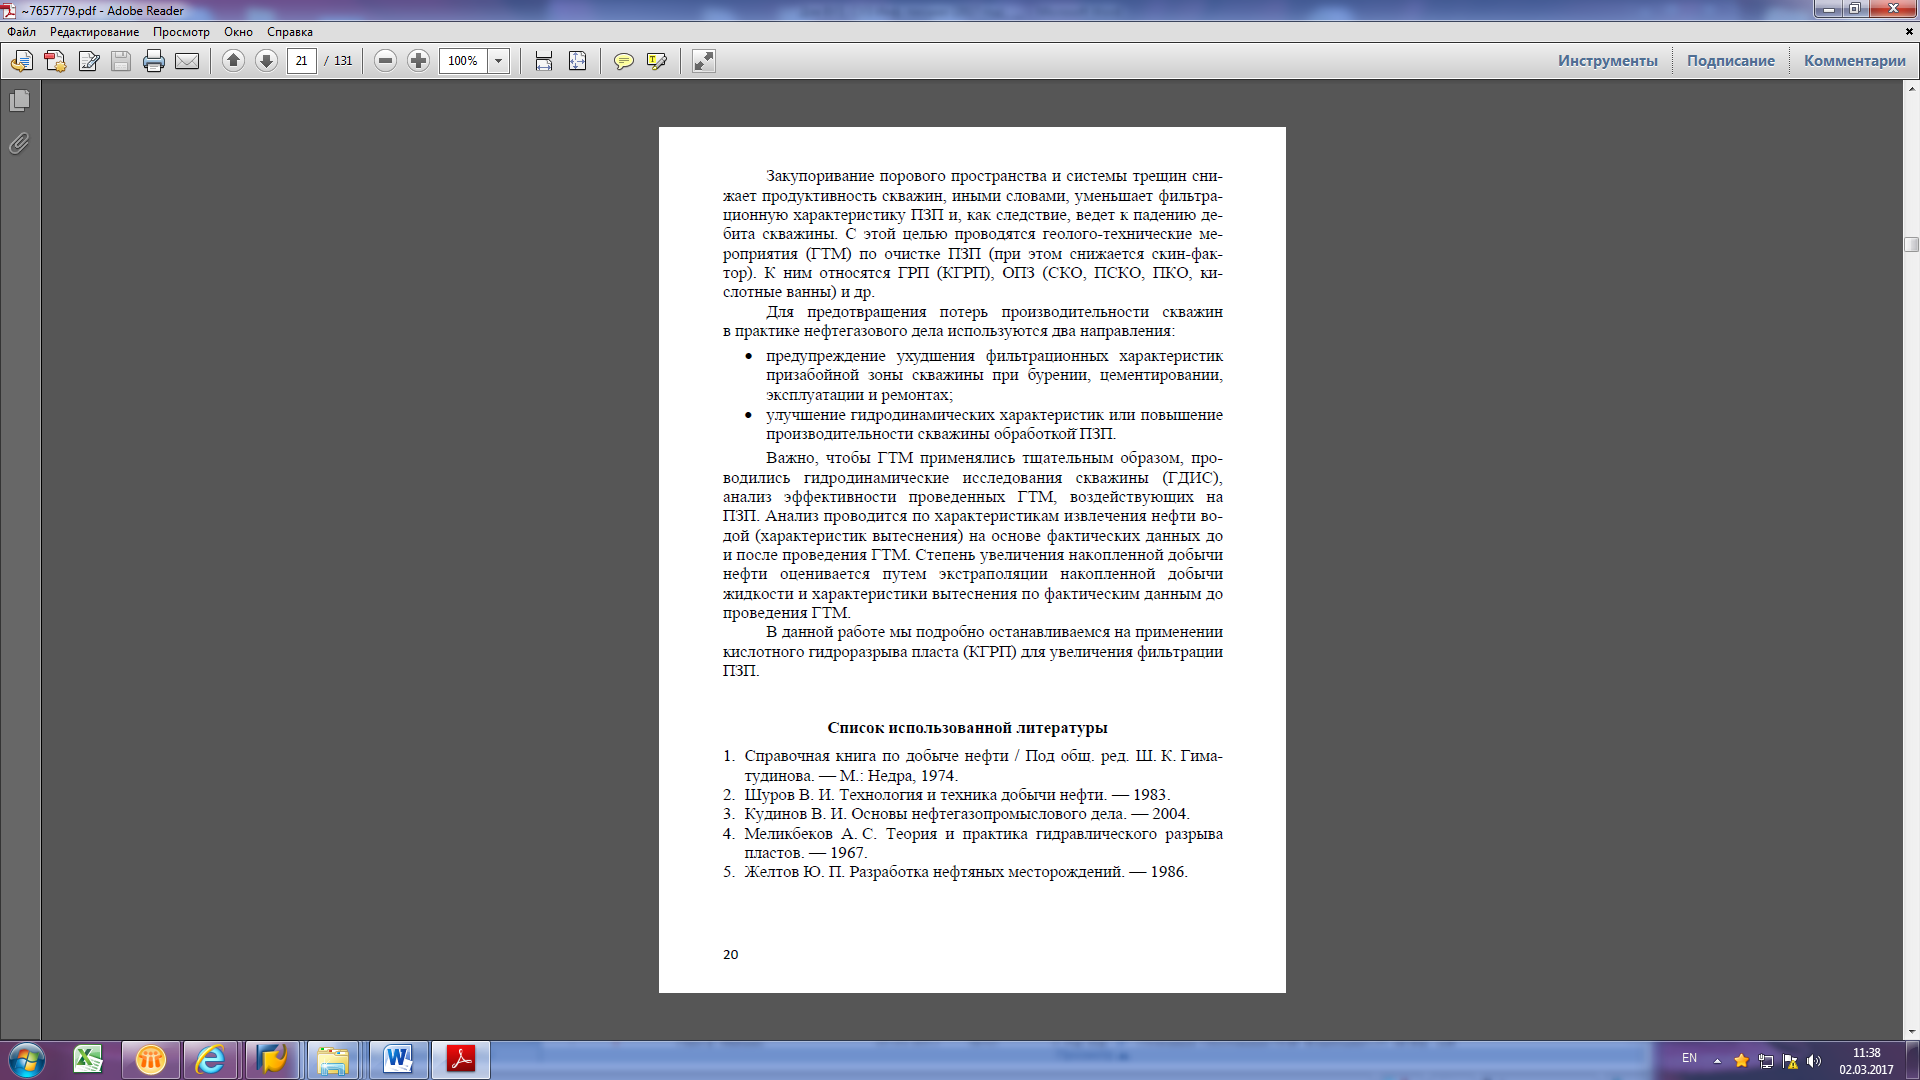 ~7657779.pdf - Adobe Reader
Файл Редактирование Просмотр Окно Справка
21 / 131 100% Инструменты Подписание Комментарии
Закупоривание порового пространства и системы трещин сни-
жает продуктивность скважин, иными словами, уменьшает фильтра-
ционную характеристику ПЗП и, как следствие, ведет к падению де-
бита скважины. С этой целью проводятся геолого-технические ме-
роприятия (ГТМ) по очистке ПЗП (при этом снижается скин-фак-
тор). К ним относятся ГРП (КГРП), ОПЗ (СКО, ПСКО, ПКО, ки-
слотные ванны) и др.
Для предотвращения потерь производительности скважин
в практике нефтегазового дела используются два направления:
• предупреждение ухудшения фильтрационных характеристик
призабойной зоны скважины при бурении, цементировании,
эксплуатации и ремонтах;
• улучшение гидродинамических характеристик или повышение
производительности скважины обработкой ПЗП.
Важно, чтобы ГТМ применялись тщательным образом, про-
водились гидродинамические исследования скважины (ГДИС),
анализ эффективности проведенных ГТМ, воздействующих на
ПЗП. Анализ проводится по характеристикам извлечения нефти во-
дой (характеристик вытеснения) на основе фактических данных до
и после проведения ГТМ. Степень увеличения накопленной добычи
нефти оценивается путем экстраполяции накопленной добычи
жидкости и характеристики вытеснения по фактическим данным до
проведения ГТМ.
В данной работе мы подробно останавливаемся на применении
кислотного гидроразрыва пласта (КГРП) для увеличения фильтрации
ПЗП.
Список использованной литературы
1. Справочная книга по добыче нефти / Под общ. ред. Ш. К. Гима-
тудинова. — М.: Недра, 1974.
2. Шуров В. И. Технология и техника добычи нефти. — 1983.
3. Кудинов В. И. Основы нефтегазопромыслового дела. — 2004.
4. Меликбеков А. С. Теория и практика гидравлического разрыва
пластов. — 1967.
5. Желтов Ю. П. Разработка нефтяных месторождений. — 1986.
20
EN
11:38
02.03.2017